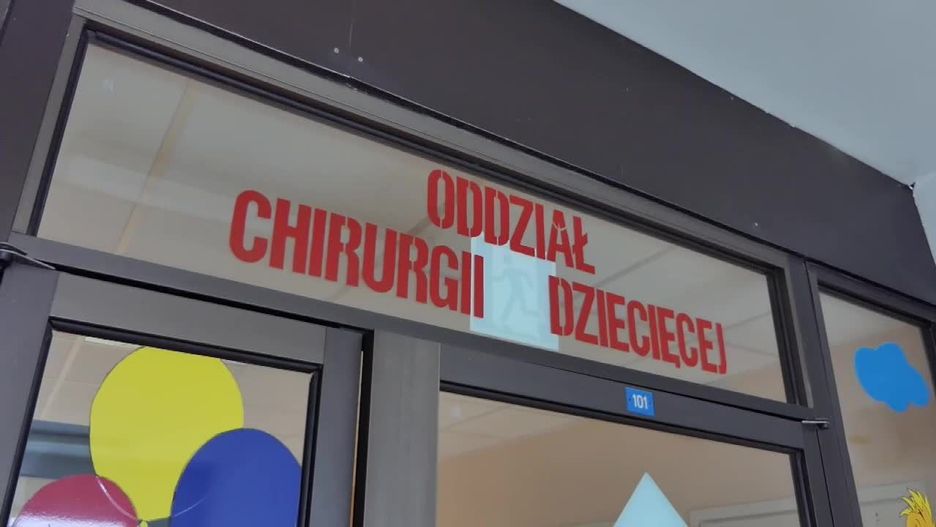 ODDZIAŁ
CHIRURGII DZIECIĘCEJ
101